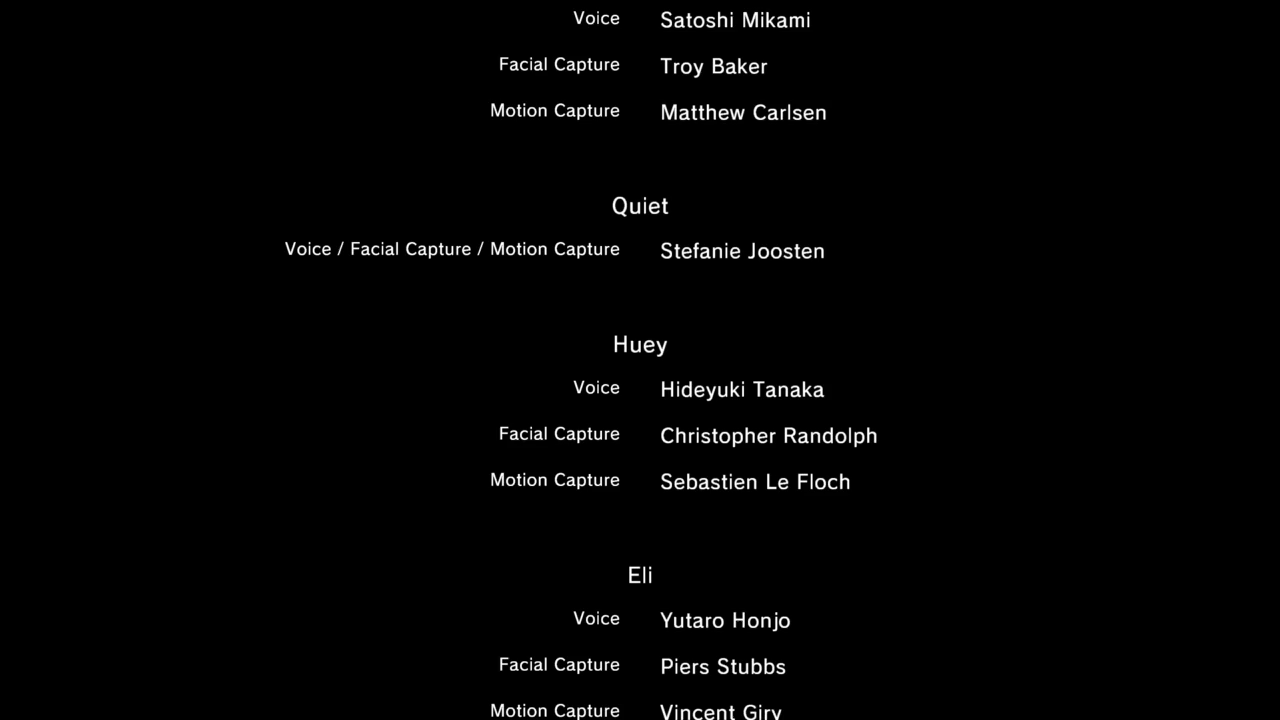 Voice Satoshi Mikami
Facial Capture Troy Baker
Motion Capture Matthew Carlsen
Quiet
Voice / Facial Capture / Motion Capture Stefanie Joosten
Huey
Voice Hideyuki Tanaka
Facial Capture Christopher Randolph
Motion Capture Sebastien Le Floch
Eli
Voice Yutaro Honjo
Facial Capture Piers Stubbs
Motion Capture Vincent Giry